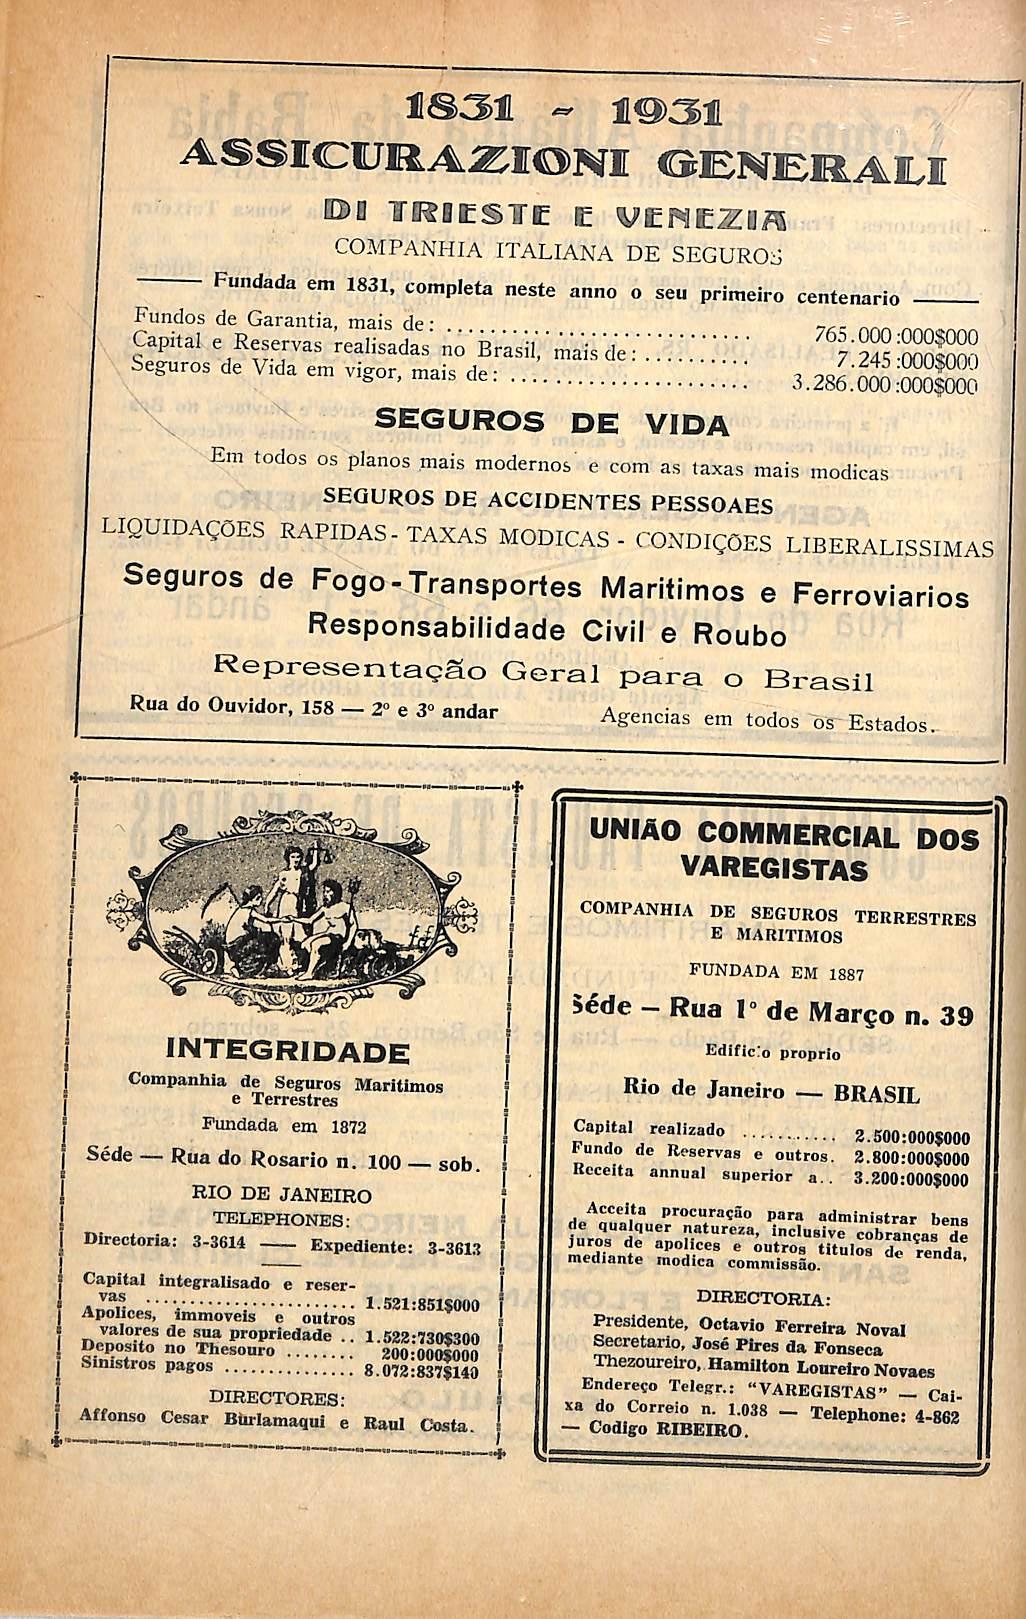 1831 - 1931
ASSICURAZIONI GENERALI
DI TRIESTE E VENEZIA
COMPANHIA ITALIANA DE SEGUROS
Fundada em 1831, completa neste anno o seu primeiro centenario
Fundos de Garantia, mais de: ............................ 765.000:000$000
Capital e Reservas realisadas no Brasil, mais de: .......... 7.245:000$000
Seguros de Vida em vigor, mais de: ...................... 3.286.000:000$000
SEGUROS DE VIDA
Em todos os planos mais modernos e com as taxas mais modicas
SEGUROS DE ACCIDENTES PESSOAES
LIQUIDAÇÕES RAPIDAS - TAXAS MODICAS - CONDIÇÕES LIBERALISSIMAS
Seguros de Fogo - Transportes Maritimos e Ferroviarios
Responsabilidade Civil e Roubo
Representação Geral para o Brasil
Rua do Ouvidor, 158 — 2º e 3º andar Agencias em todos os Estados.
INTEGRIDADE
Companhia de Seguros Maritimos
e Terrestres
Fundada em 1872
Séde — Rua do Rosario n. 100 — sob.
RIO DE JANEIRO
TELEPHONES:
Directoria: 3-3614 — Expediente: 3-3613
Capital integralisado e reser-
vas ........................ 1.521:851$000
Apolices, immoveis e outros
valores de sua propriedade .. 1.522:730$300
Deposito no Thesouro ........ 200:000$000
Sinistros pagos ............... 8.072:837$140
DIRECTORES:
Affonso Cesar Burlamaqui e Raul Costa.
UNIÃO COMMERCIAL DOS
VAREGISTAS
COMPANHIA DE SEGUROS TERRESTRES
E MARITIMOS
FUNDADA EM 1887
Séde — Rua 1º de Março n. 39
Edificio proprio
Rio de Janeiro — BRASIL
Capital realizado ........... 2.500:000$000
Fundo de Reservas e outros. 2.800:000$000
Receita annual superior a.. 3.200:000$000
Acceita procuração para administrar bens
de qualquer natureza, inclusive cobranças de
juros de apolices e outros titulos de renda,
mediante modica commissão.
DIRECTORIA:
Presidente, Octavio Ferreira Noval
Secretario, José Pires da Fonseca
Thezoureiro, Hamilton Loureiro Novaes
Endereço Telegr.: "VAREGISTAS" — Cai-
xa do Correio n. 1.038 — Telephone: 4-862
— Codigo RIBEIRO.